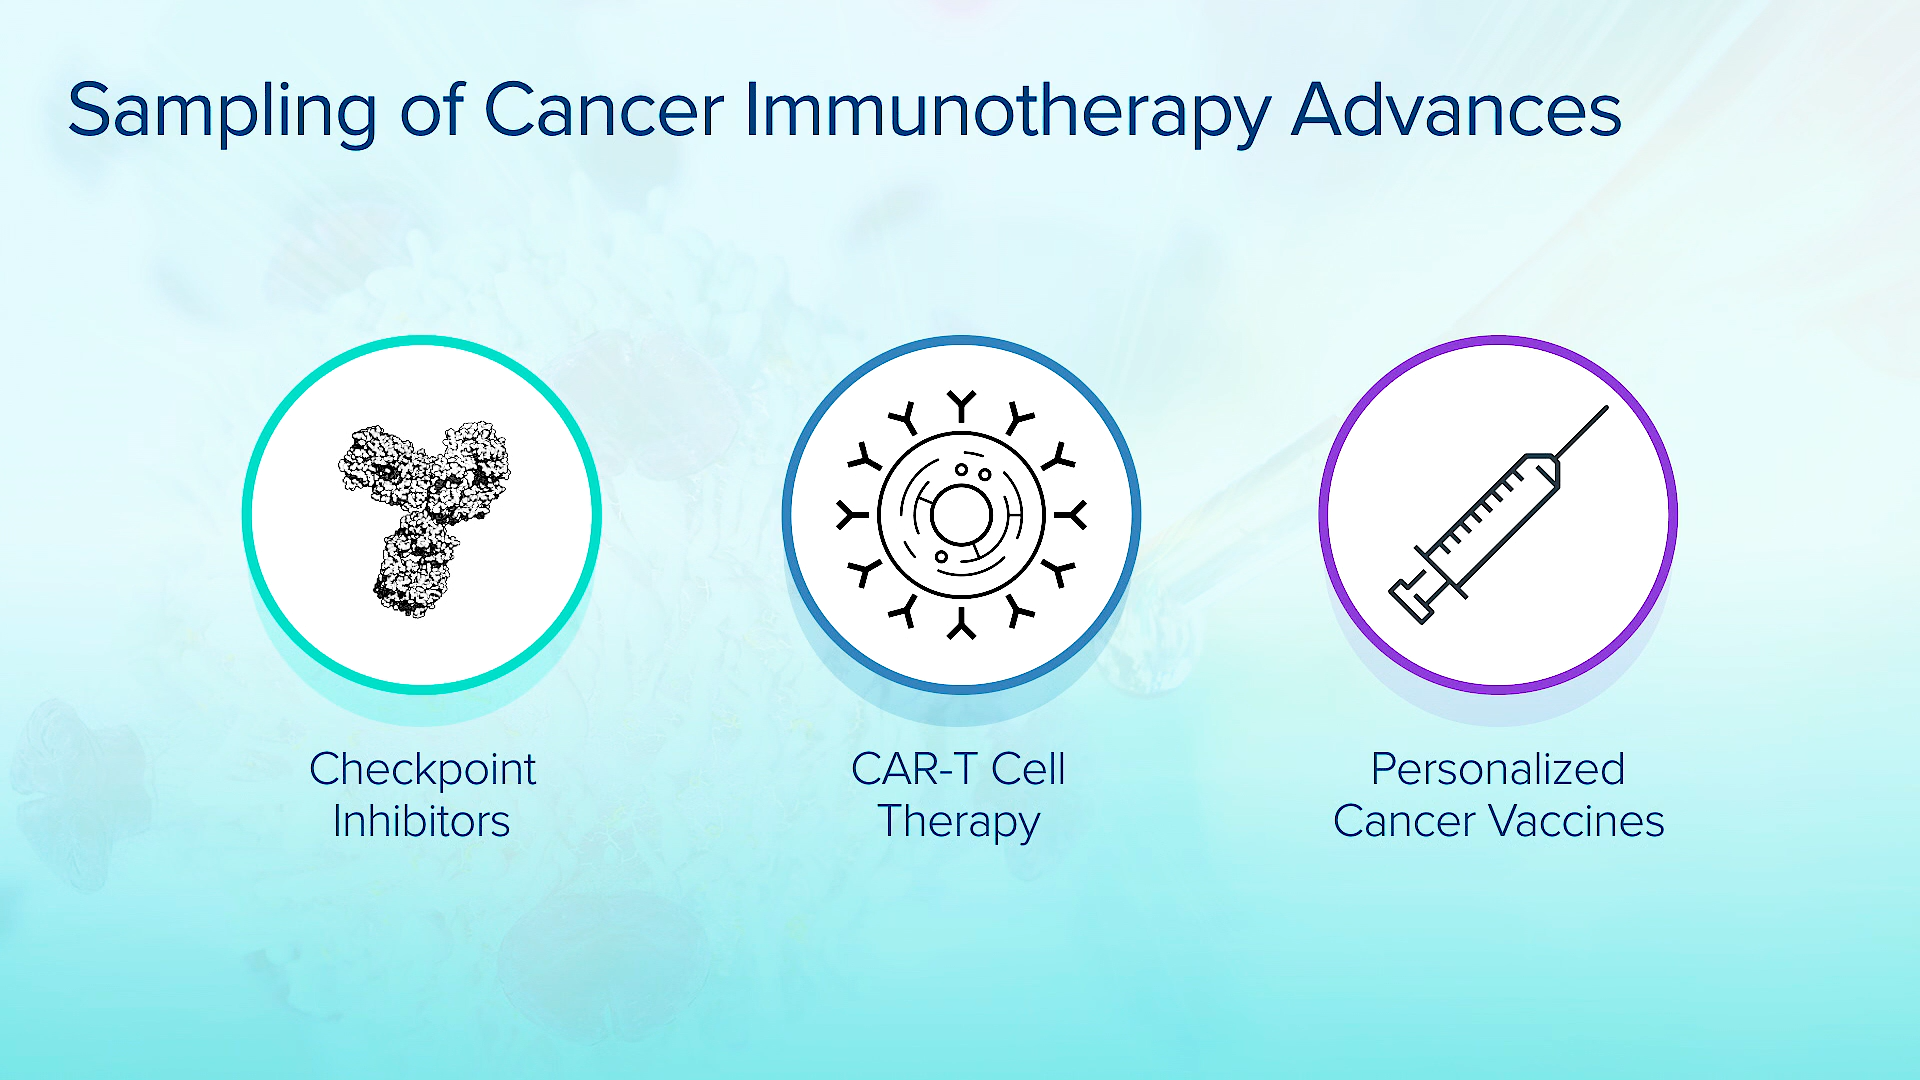 Sampling of Cancer Immunotherapy Advances
Checkpoint
Inhibitors
CAR-T Cell
Therapy
Personalized
Cancer Vaccines